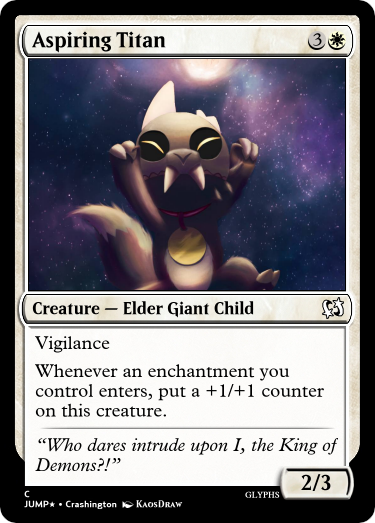 Aspiring Titan 3
Creature — Elder Giant Child
Vigilance
Whenever an enchantment you
control enters, put a +1/+1 counter
on this creature.
“Who dares intrude upon I, the King of
Demons?!”
2/3
C
JUMP★ • Crashington KAOSDRAW
GLYPHS